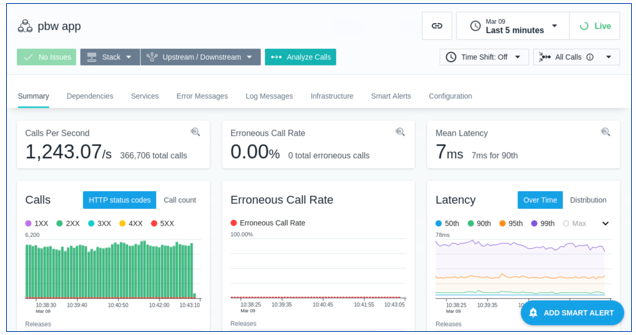 pbw app
Mar 09
Last 5 minutes
Live
No Issues
Stack
Upstream / Downstream
Analyze Calls
Time Shift: Off
All Calls
Summary
Dependencies
Services
Error Messages
Log Messages
Infrastructure
Smart Alerts
Configuration
Calls Per Second
1,243.07/s 366,706 total calls
Erroneous Call Rate
0.00% 0 total erroneous calls
Mean Latency
7ms 7ms for 90th
Calls
HTTP status codes
Call count
1XX 2XX 3XX 4XX 5XX
6,200
10:38:30 10:39:40 10:40:50 10:42:00 10:43:10
Mar 09
Releases
Erroneous Call Rate
Erroneous Call Rate
100.00%
10:38:25 10:39:35 10:40:45 10:41:55 10:43:05
Mar 09
Releases
Latency
Over Time
Distribution
50th 90th 95th 99th Max
78ms
10:38:25 10:39:35
Mar 09
Releases
ADD SMART ALERT